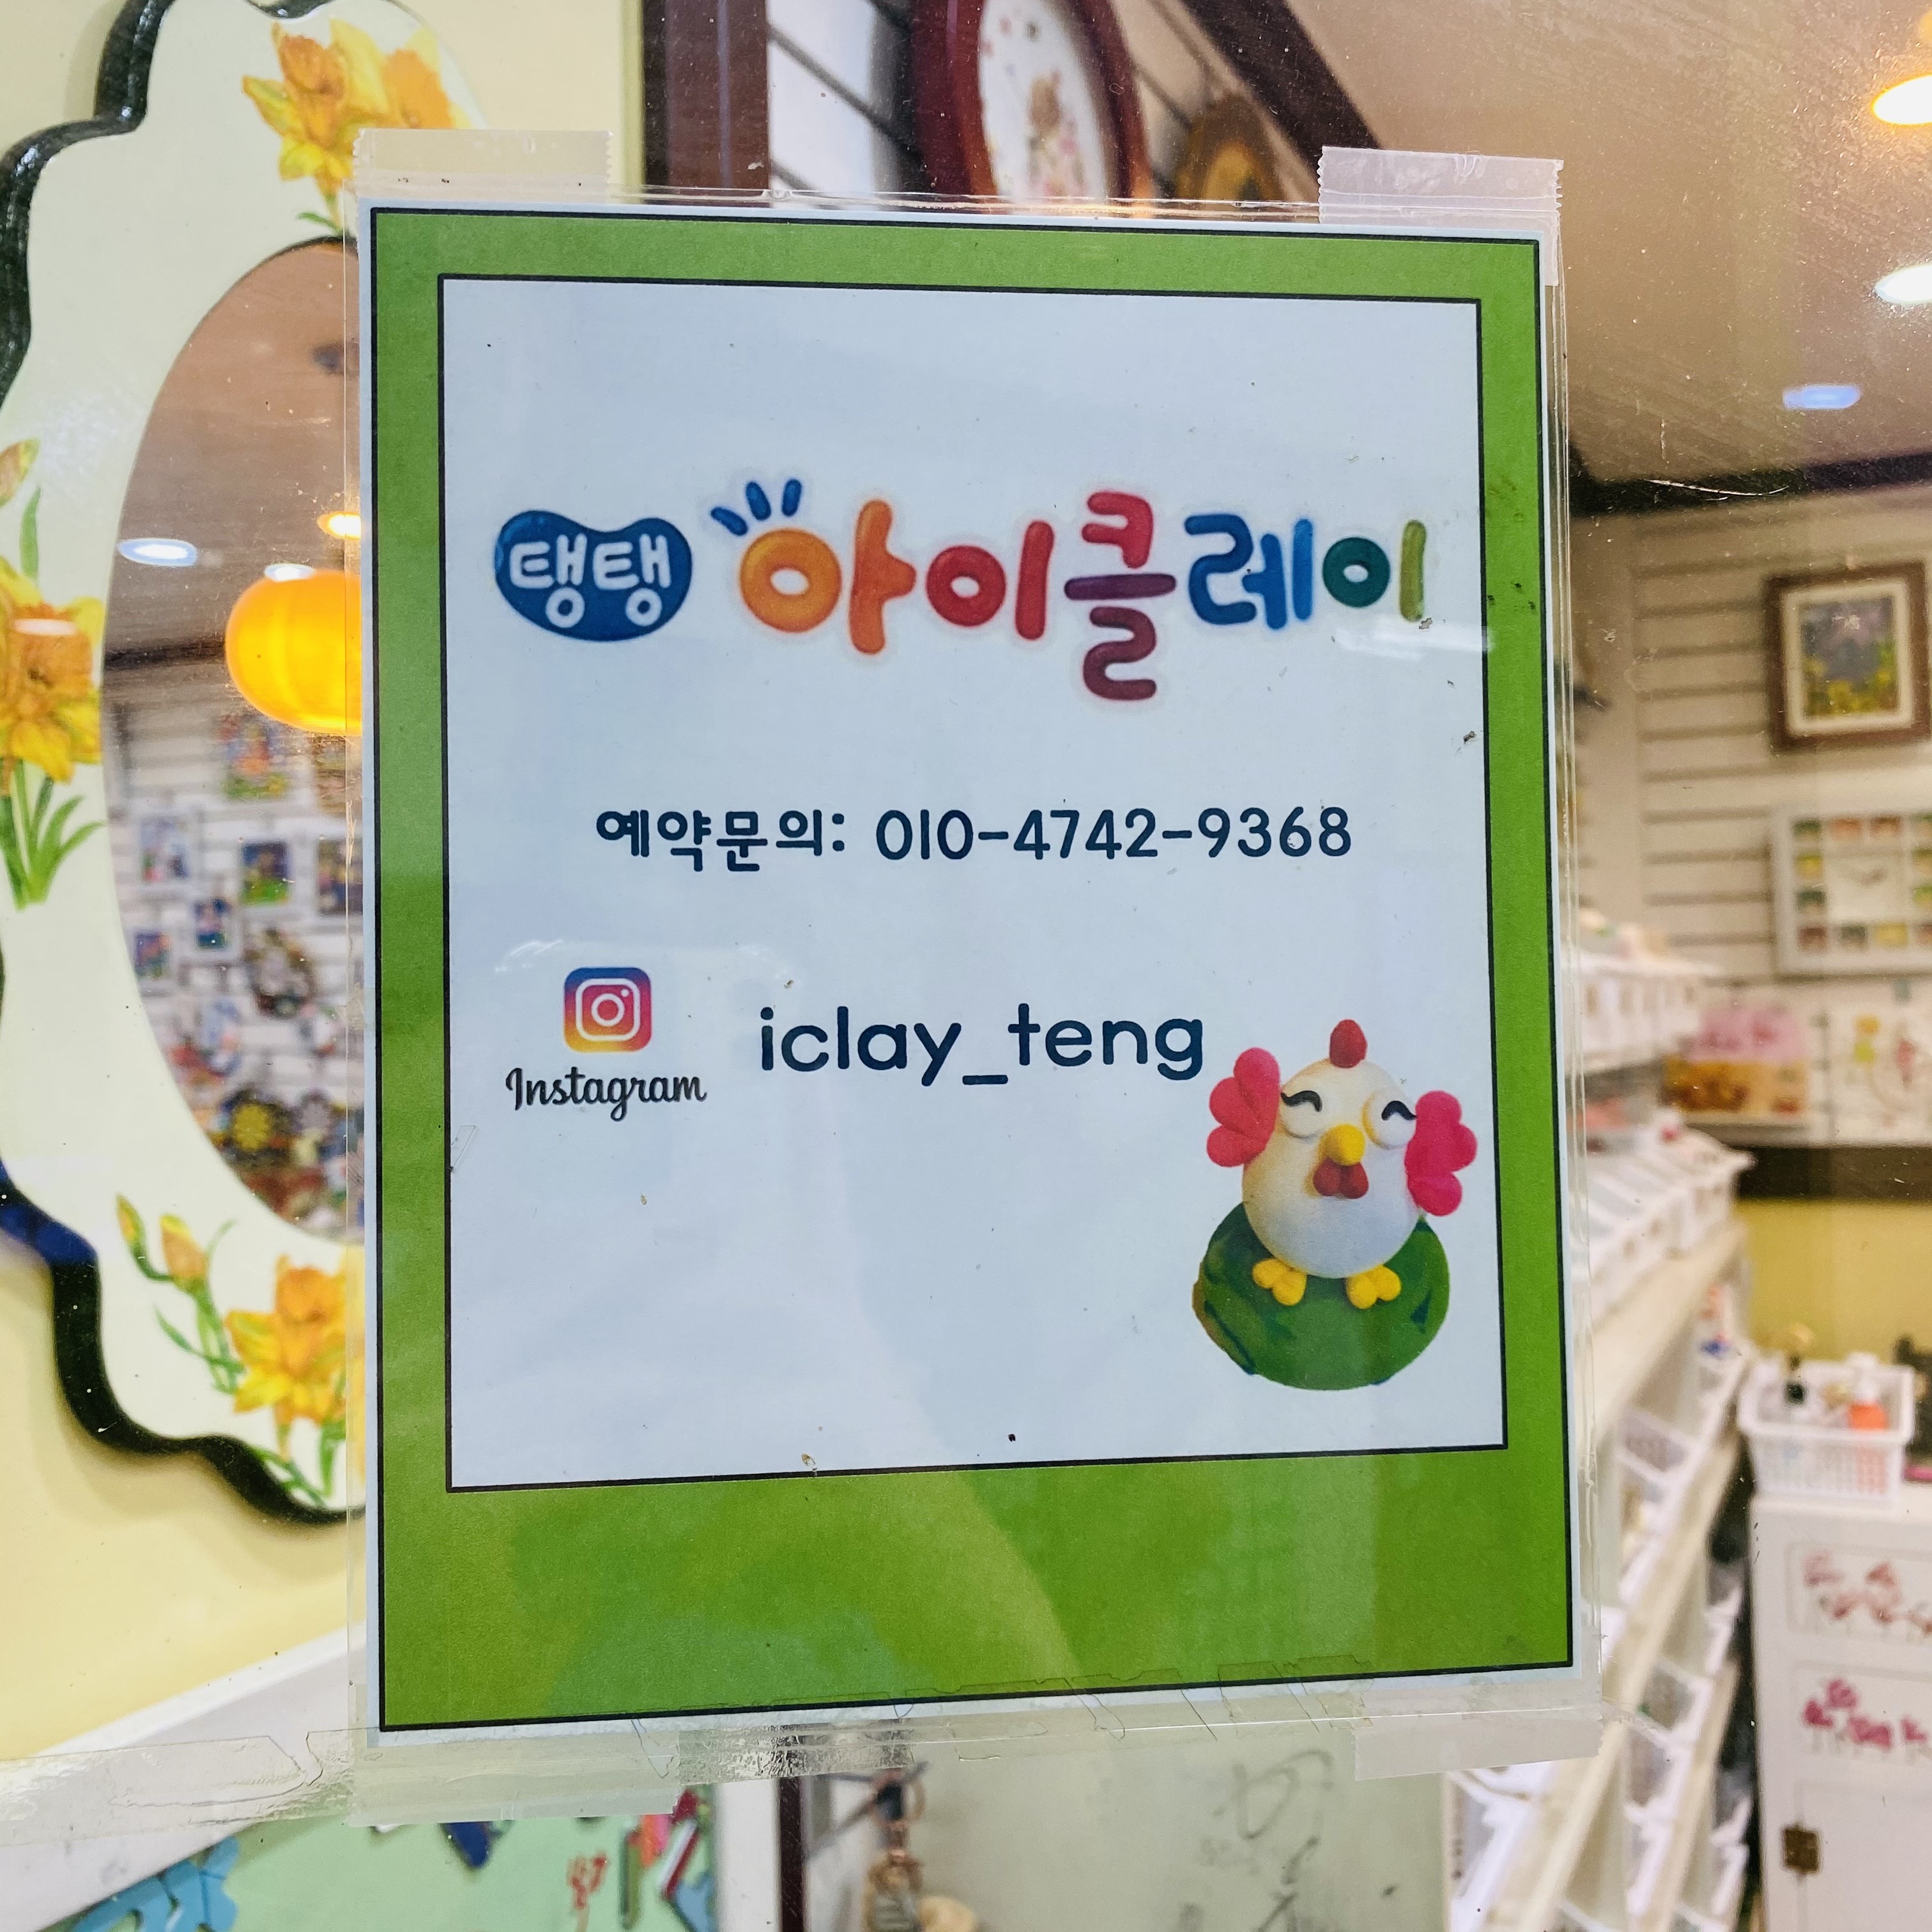 탱탱 아이클레이
예약문의: 010-4742-9368
Instagram
iclay_teng